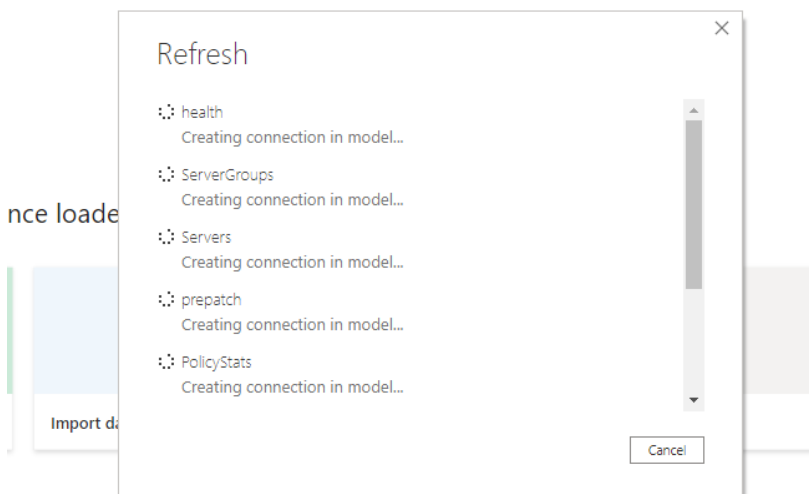 Refresh
health
Creating connection in model...
ServerGroups
Creating connection in model...
nce loade
Servers
Creating connection in model...
prepatch
Creating connection in model...
PolicyStats
Creating connection in model...
Import da
Cancel